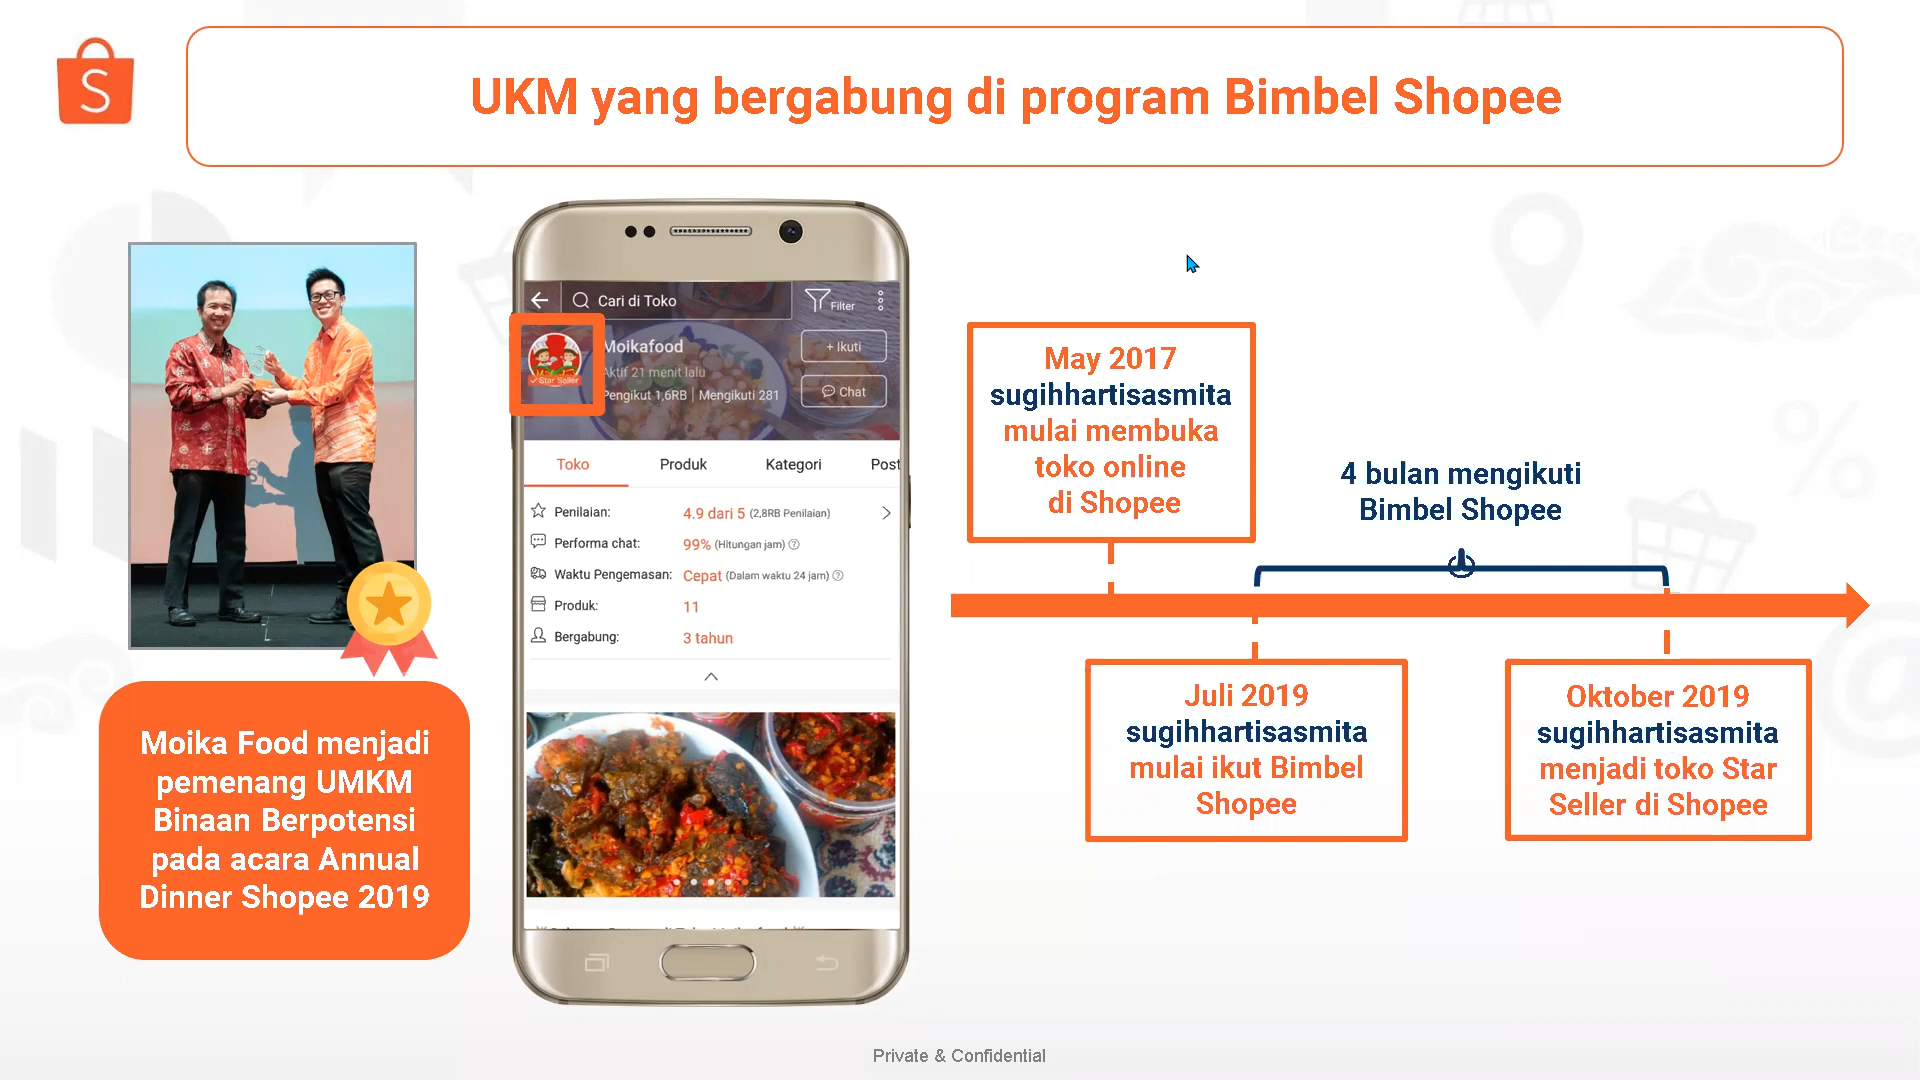 UKM yang bergabung di program Bimbel Shopee
S
Cari di Toko
Filter
Moikafood
+ Ikuti
Aktif 21 menit lalu
Star Seller
Pengikut 1,6RB | Mengikuti 281
Chat
Toko Produk Kategori Post
Penilaian: 4.9 dari 5 (2,8RB Penilaian)
Performa chat: 99% (Hitungan jam)
Waktu Pengemasan: Cepat (Dalam waktu 24 jam)
Produk: 11
Bergabung: 3 tahun
Moika Food menjadi
pemenang UMKM
Binaan Berpotensi
pada acara Annual
Dinner Shopee 2019
May 2017
sugihhartisasmita
mulai membuka
toko online
di Shopee
4 bulan mengikuti
Bimbel Shopee
Juli 2019
sugihhartisasmita
mulai ikut Bimbel
Shopee
Oktober 2019
sugihhartisasmita
menjadi toko Star
Seller di Shopee
Private & Confidential